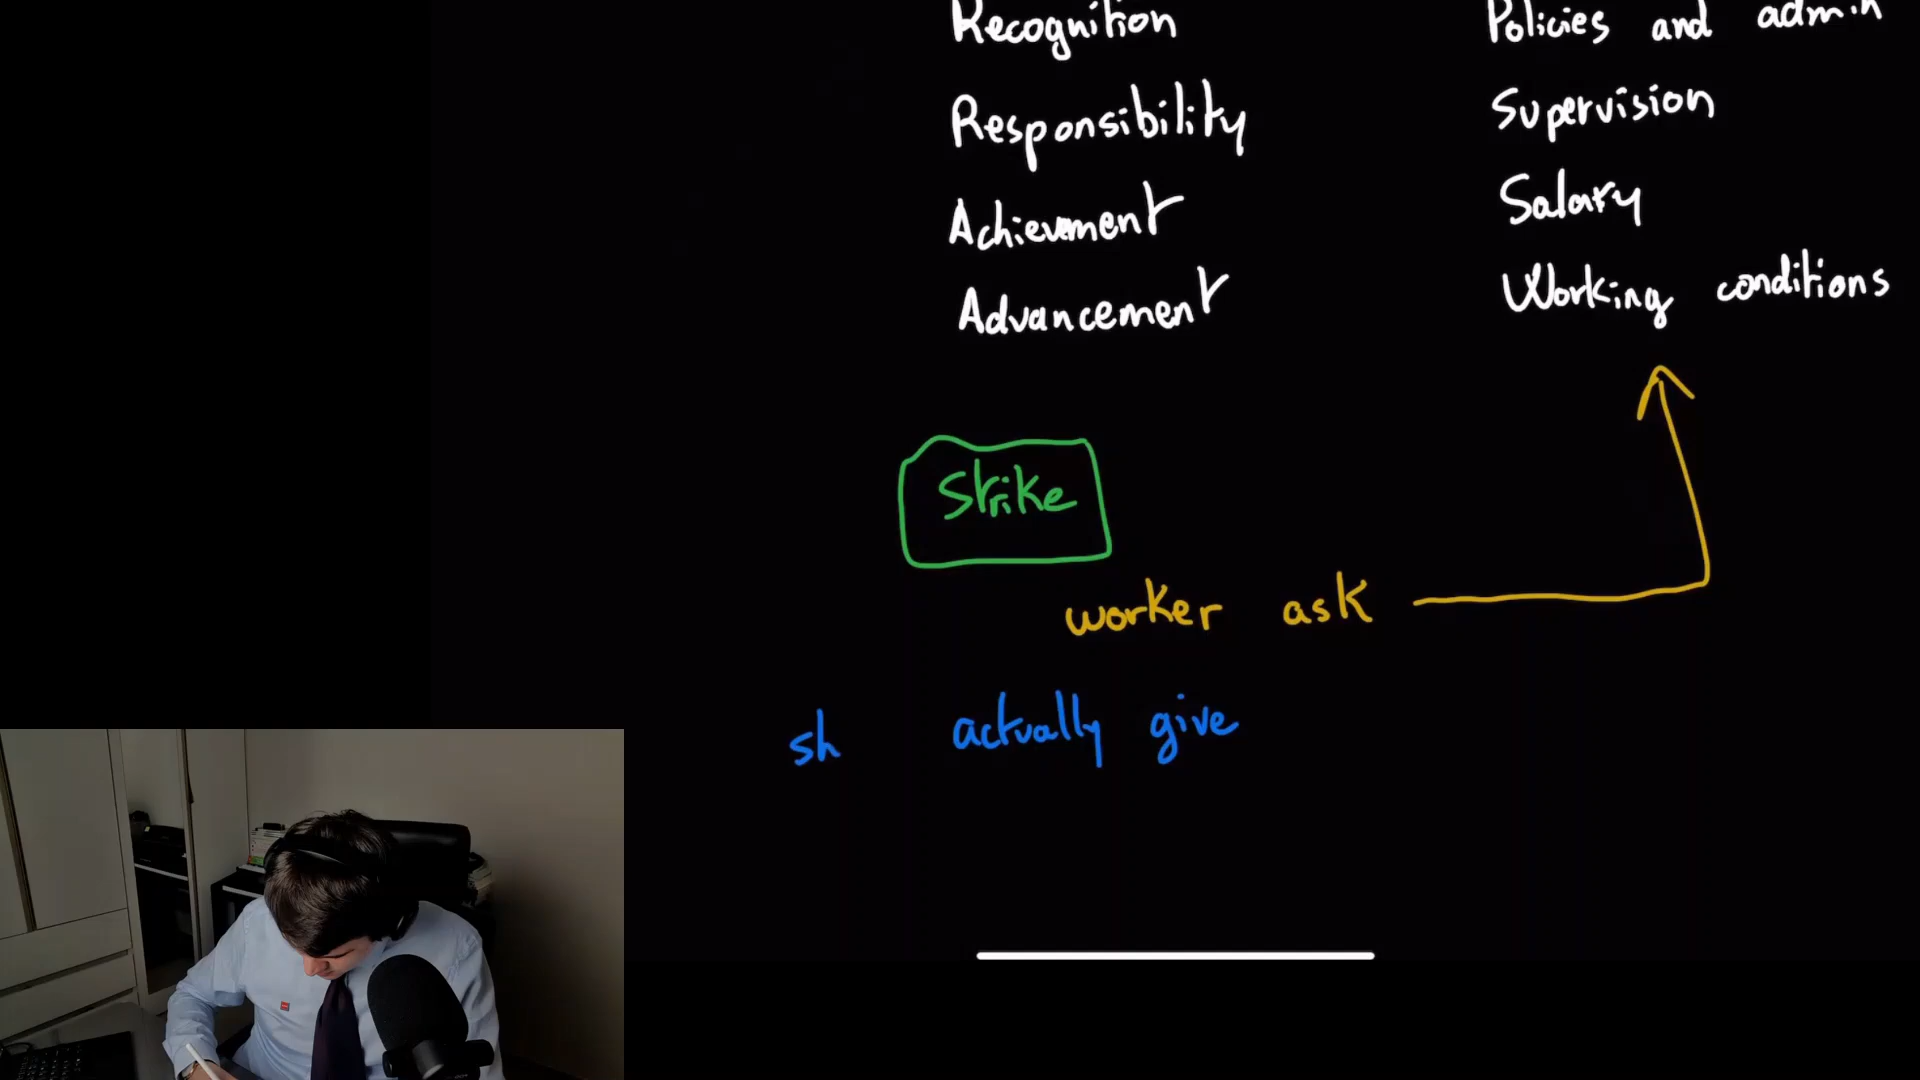 Recognition Policies and admin
Responsibility Supervision
Achievement Salary
Advancement Working conditions
Strike
worker ask
sh actually give